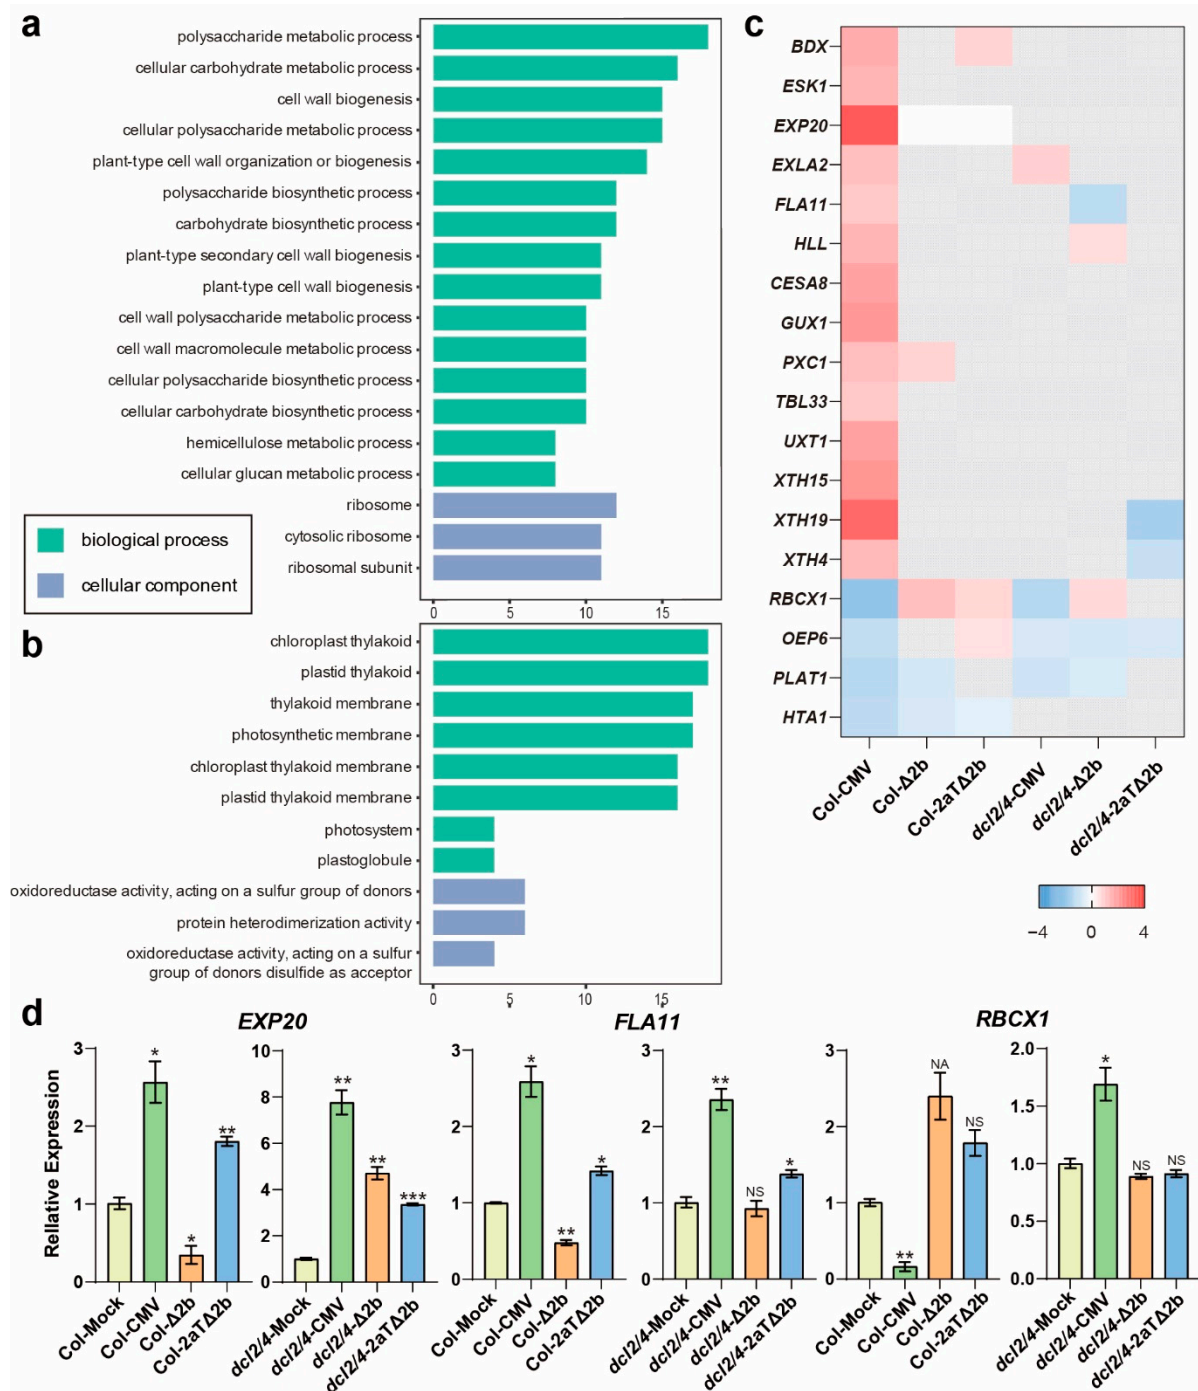 a
polysaccharide metabolic process
cellular carbohydrate metabolic process
cell wall biogenesis
cellular polysaccharide metabolic process
plant-type cell wall organization or biogenesis
polysaccharide biosynthetic process
carbohydrate biosynthetic process
plant-type secondary cell wall biogenesis
plant-type cell wall biogenesis
cell wall polysaccharide metabolic process
cell wall macromolecule metabolic process
cellular polysaccharide biosynthetic process
cellular carbohydrate biosynthetic process
hemicellulose metabolic process
cellular glucan metabolic process
ribosome
cytosolic ribosome
ribosomal subunit
biological process
cellular component
0 5 10 15
b
chloroplast thylakoid
plastid thylakoid
thylakoid membrane
photosynthetic membrane
chloroplast thylakoid membrane
plastid thylakoid membrane
photosystem
plastoglobule
oxidoreductase activity, acting on a sulfur group of donors
protein heterodimerization activity
oxidoreductase activity, acting on a sulfur
group of donors disulfide as acceptor
0 5 10 15
c
BDX
ESK1
EXP20
EXLA2
FLA11
HLL
CESA8
GUX1
PXC1
TBL33
UXT1
XTH15
XTH19
XTH4
RBCX1
OEP6
PLAT1
HTA1
Col-CMV
Col-Δ2b
Col-2aTΔ2b
dcl2/4-CMV
dcl2/4-Δ2b
dcl2/4-2aTΔ2b
−4 0 4
d
EXP20
FLA11
RBCX1
Rellative Expression
3
2
1
0
*
*
**
Col-Mock
Col-CMV
Col-Δ2b
Col-2aTΔ2b
10
8
6
4
2
0
**
**
***
dcl2/4-Mock
dcl2/4-CMV
dcl2/4-Δ2b
dcl2/4-2aTΔ2b
3
2
1
0
*
**
*
Col-Mock
Col-CMV
Col-Δ2b
Col-2aTΔ2b
3
2
1
0
**
NS
*
dcl2/4-Mock
dcl2/4-CMV
dcl2/4-Δ2b
dcl2/4-2aTΔ2b
3
2
1
0
**
NA
NS
Col-Mock
Col-CMV
Col-Δ2b
Col-2aTΔ2b
2.0
1.5
1.0
0.5
0.0
*
NS
NS
dcl2/4-Mock
dcl2/4-CMV
dcl2/4-Δ2b
dcl2/4-2aTΔ2b